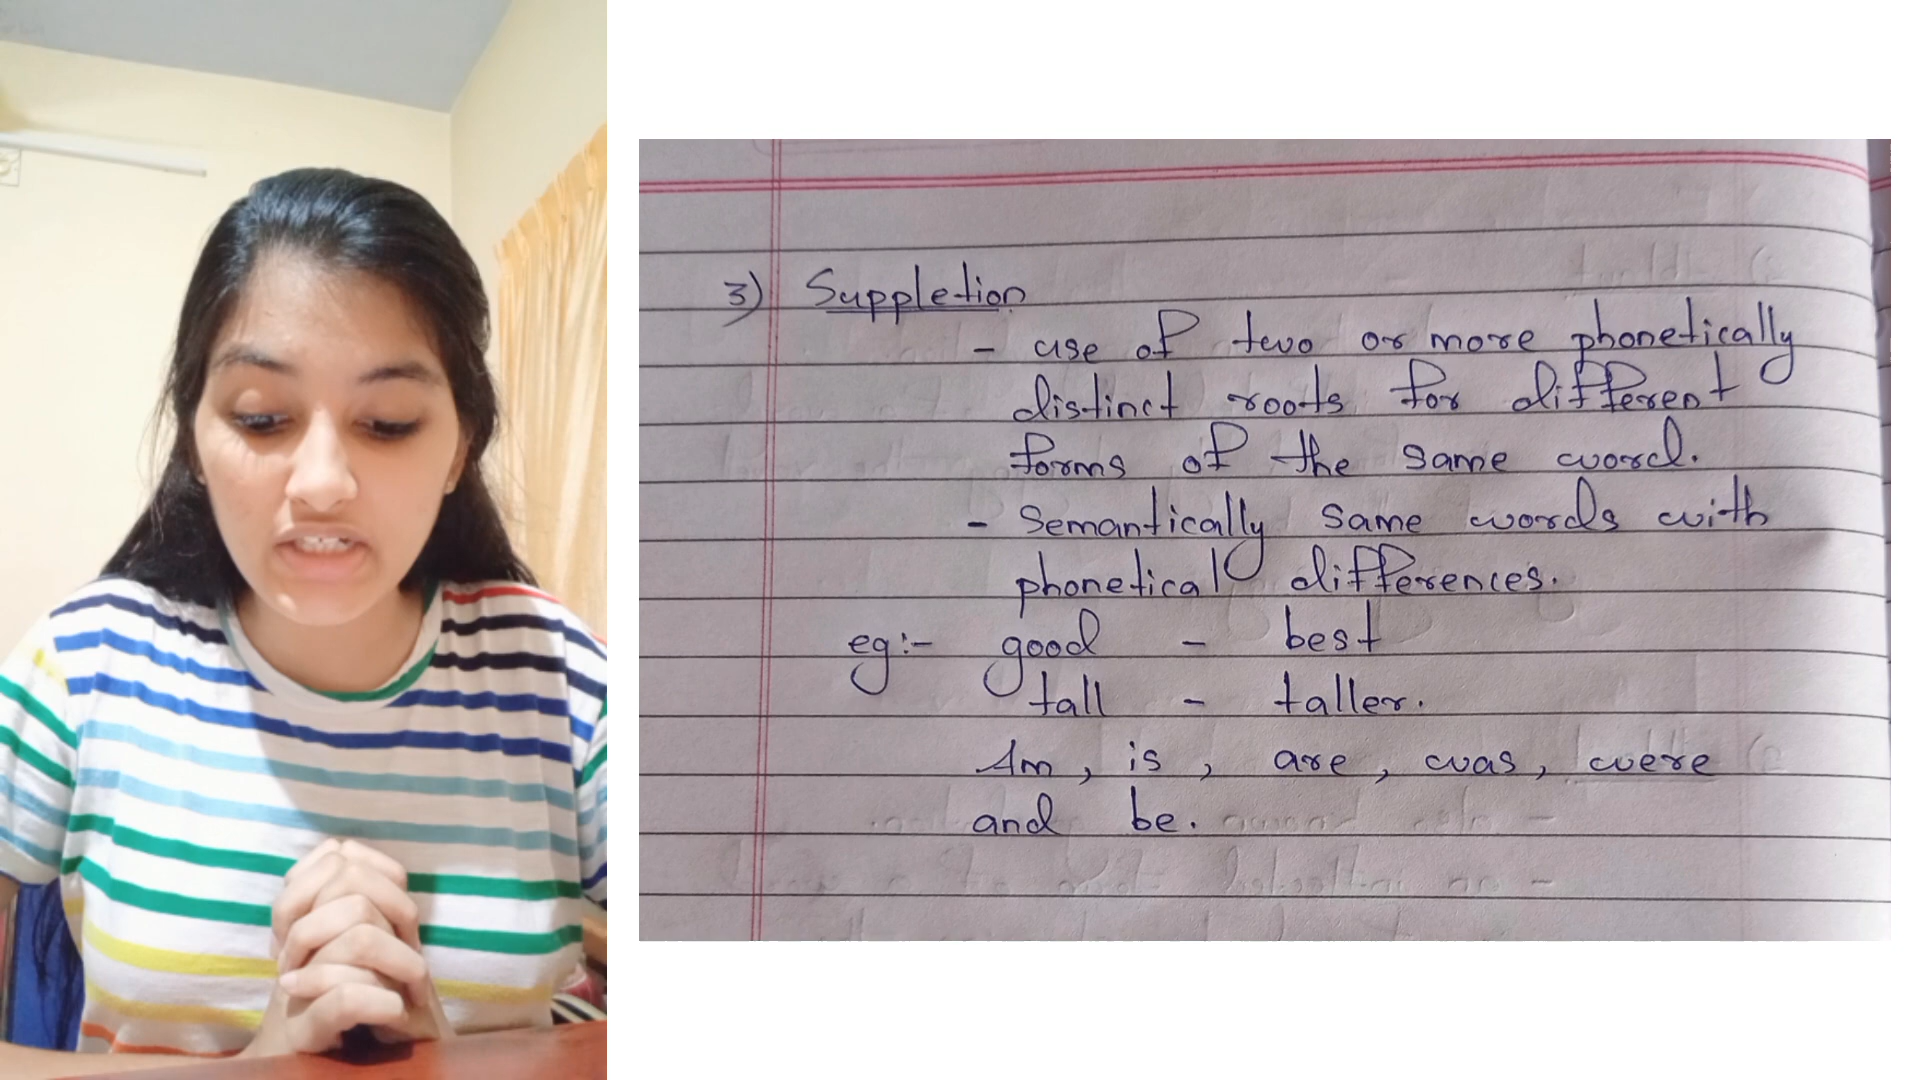 3) Suppletion
- use of two or more phonetically
distinct roots for different
forms of the same word.
- Semantically same words with
phonetical differences.
eg:- good - best
tall - taller.
Am, is, are, was, were
and be.